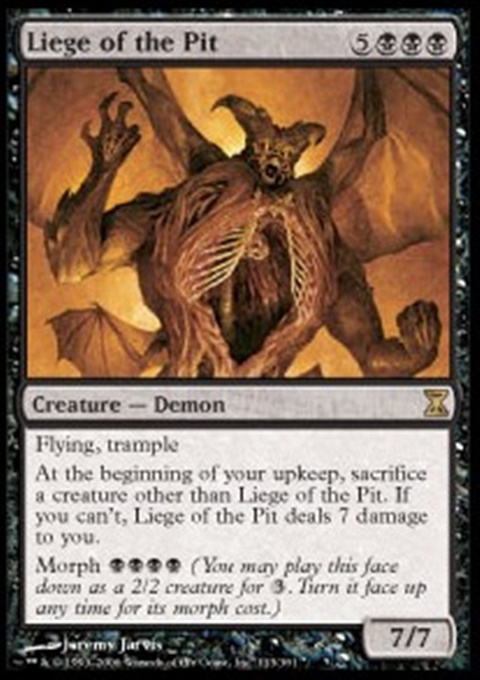 Liege of the Pit 5
Creature — Demon
Flying, trample
At the beginning of your upkeep, sacrifice
a creature other than Liege of the Pit. If
you can't, Liege of the Pit deals 7 damage
to you.
Morph (You may play this face
down as a 2/2 creature for 3. Turn it face up
any time for its morph cost.)
Jeremy Jarvis
7/7